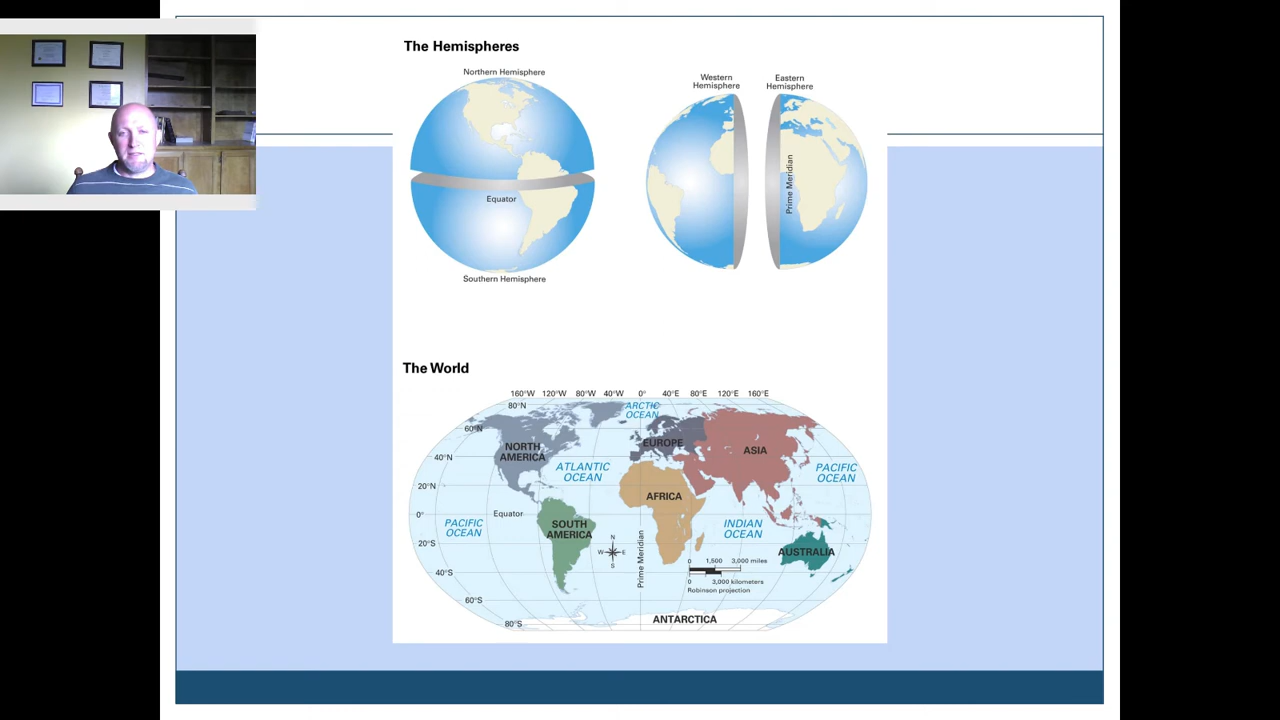 The Hemispheres
Northern Hemisphere
Equator
Southern Hemisphere
Western
Hemisphere
Eastern
Hemisphere
Prime Meridian
The World
160°W 120°W 80°W 40°W 0° 40°E 80°E 120°E 160°E
80°N
ARCTIC
OCEAN
60°N
NORTH
AMERICA
EUROPE
ASIA
40°N
ATLANTIC
OCEAN
PACIFIC
OCEAN
20°N
AFRICA
0°
Equator
PACIFIC
OCEAN
SOUTH
AMERICA
INDIAN
OCEAN
20°S
N
W E
S
Prime Meridian
AUSTRALIA
0 1,500 3,000 miles
0 3,000 kilometers
Robinson projection
40°S
60°S
80°S
ANTARCTICA